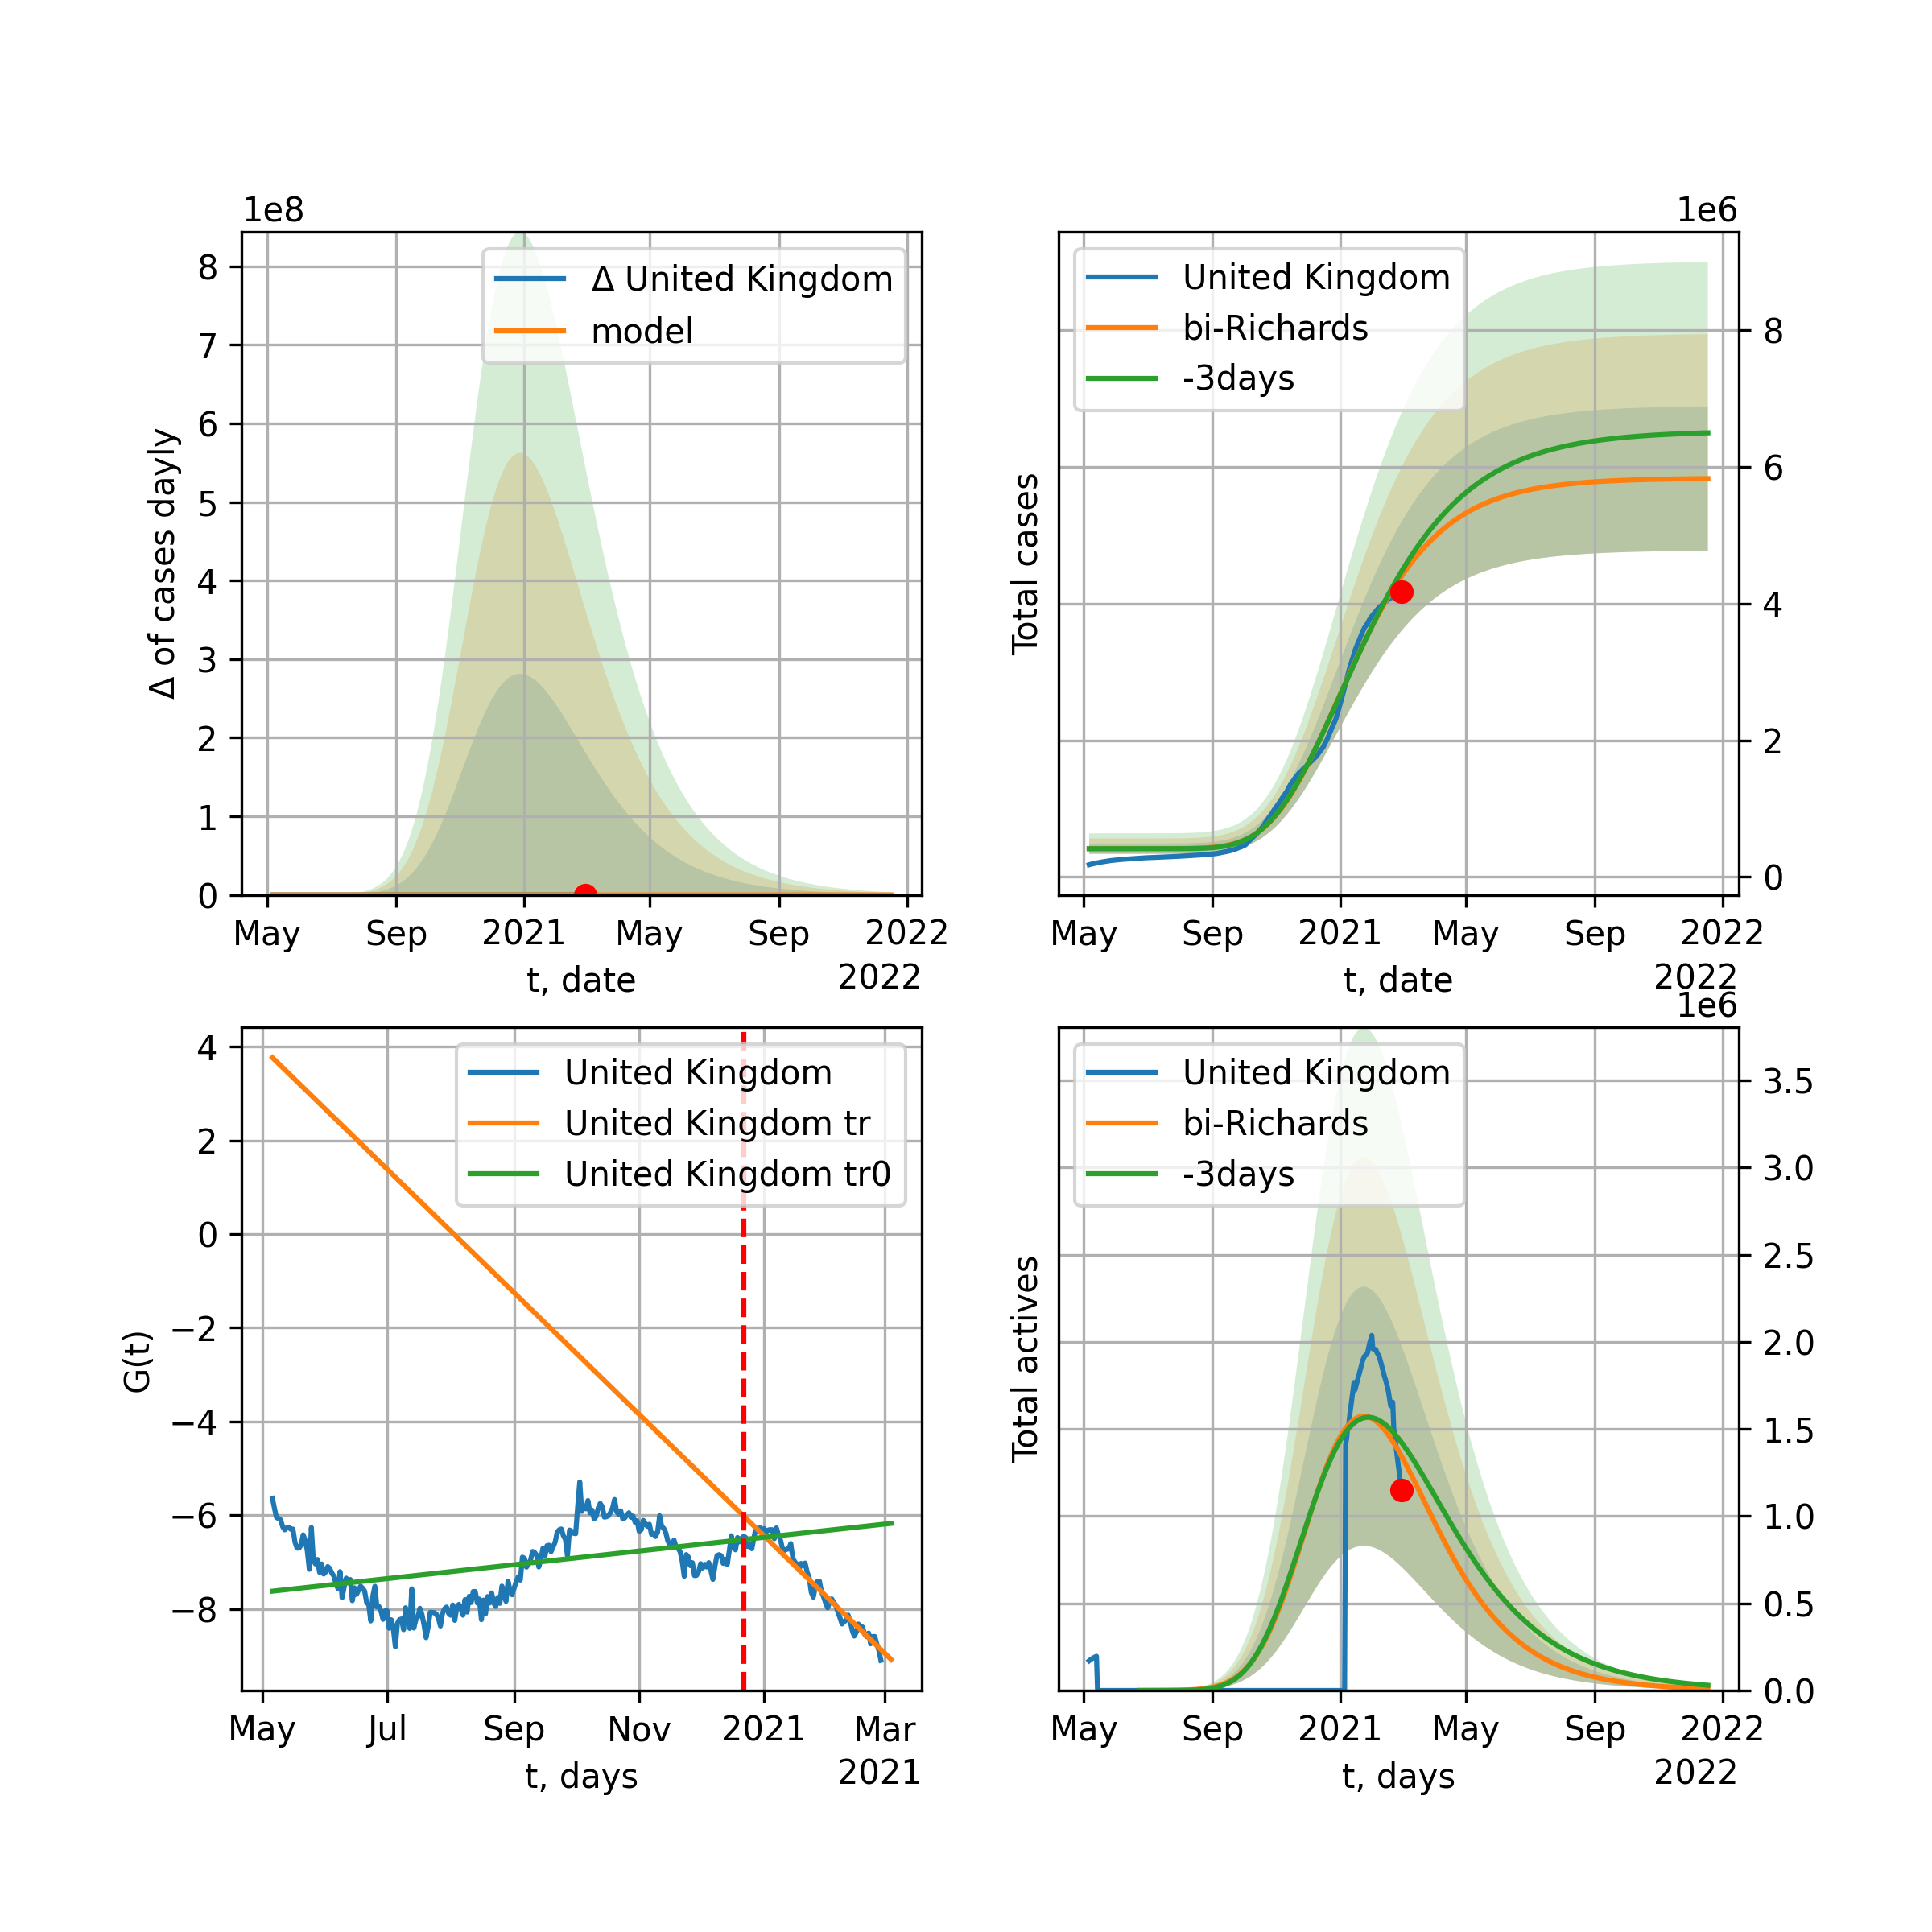 1e8
Δ of cases dayly
8
7
6
5
4
3
2
1
0
Δ United Kingdom
model
May Sep 2021 May Sep 2022
t, date 2022
1e6
Total cases
United Kingdom
bi-Richards
-3days
8
6
4
2
0
May Sep 2021 May Sep 2022
t, date 2022
G(t)
4
2
0
−2
−4
−6
−8
United Kingdom
United Kingdom tr
United Kingdom tr0
May Jul Sep Nov 2021 Mar
t, days 2021
1e6
Total actives
United Kingdom
bi-Richards
-3days
3.5
3.0
2.5
2.0
1.5
1.0
0.5
0.0
May Sep 2021 May Sep 2022
t, days 2022